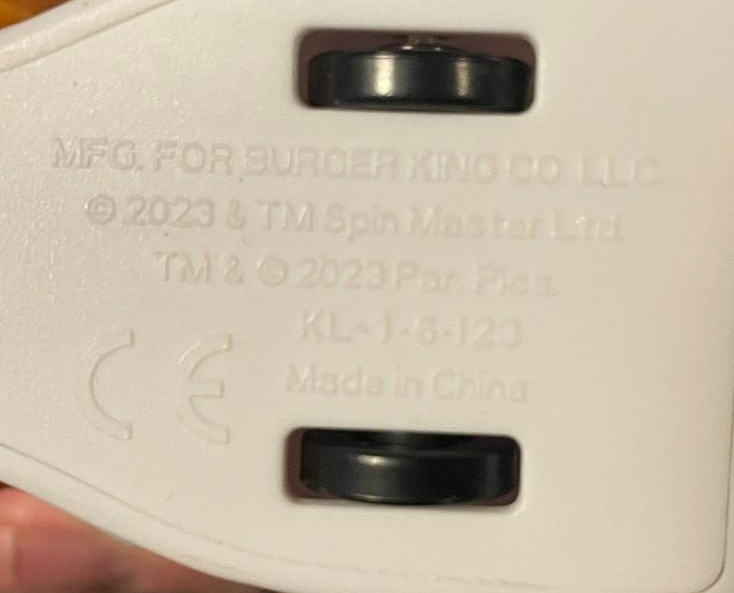 MFG. FOR BURGER KING CO. LLC.
© 2023 & TM Spin Master Ltd.
TM & © 2023 Par. Pics.
KL-1-6-123
Made in China
CE